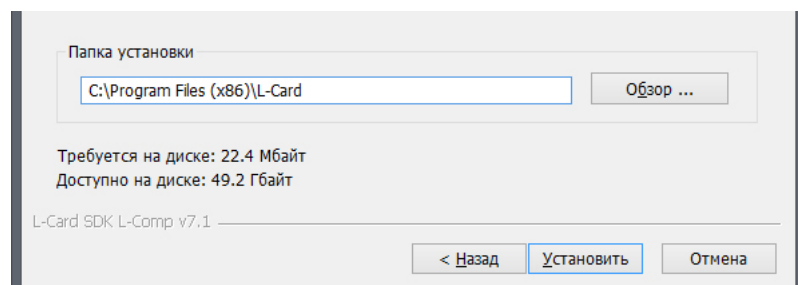 Папка установки
C:\Program Files (x86)\L-Card
Обзор ...
Требуется на диске: 22.4 Мбайт
Доступно на диске: 49.2 Гбайт
L-Card SDK L-Comp v7.1
< Назад Установить Отмена